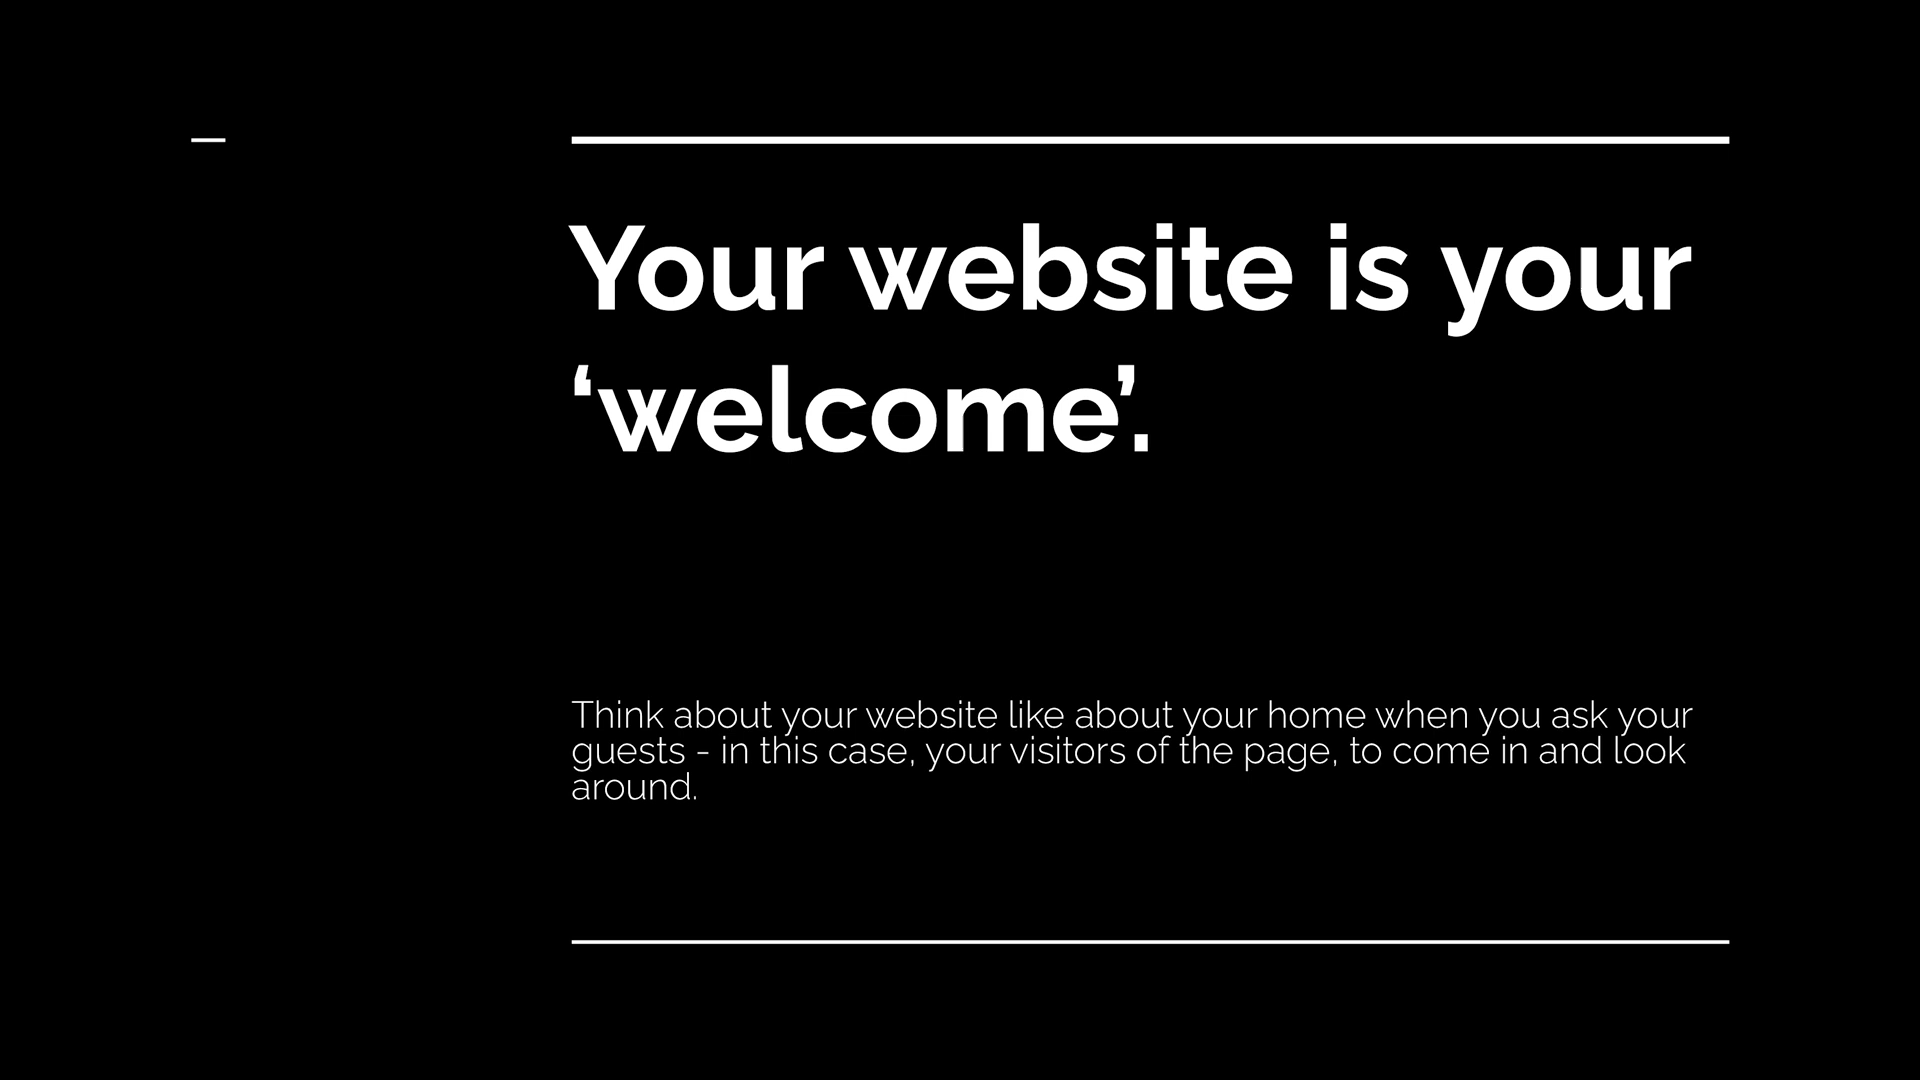 Your website is your
‘welcome’.
Think about your website like about your home when you ask your
guests - in this case, your visitors of the page, to come in and look
around.